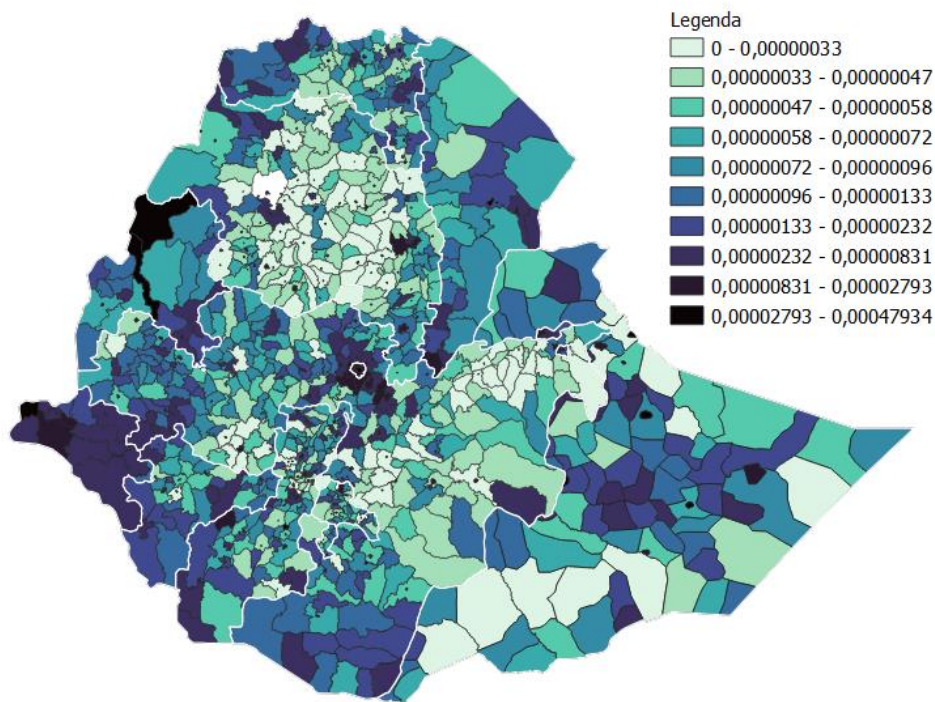 Legenda
0 - 0,00000033
0,00000033 - 0,00000047
0,00000047 - 0,00000058
0,00000058 - 0,00000072
0,00000072 - 0,00000096
0,00000096 - 0,00000133
0,00000133 - 0,00000232
0,00000232 - 0,00000831
0,00000831 - 0,00002793
0,00002793 - 0,00047934